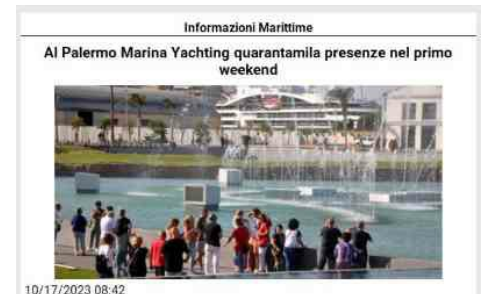 Informazioni Marittime
Al Palermo Marina Yachting quarantamila presenze nel primo
weekend
10/17/2023 08:42